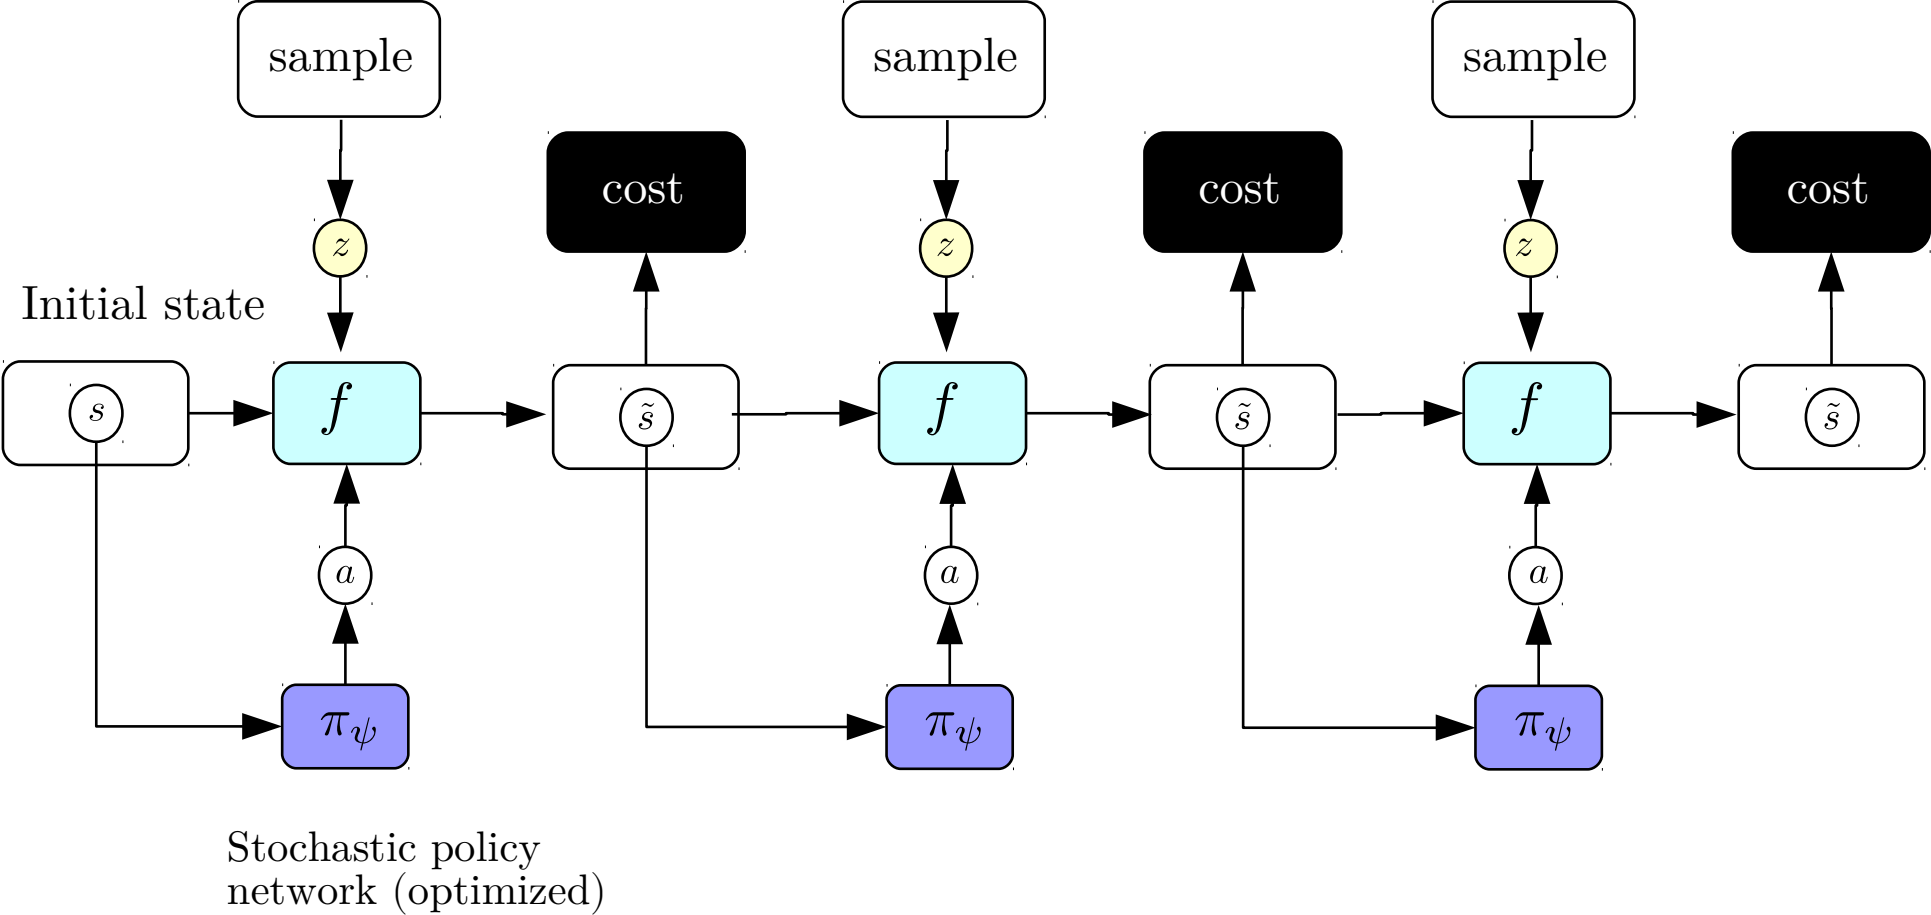 sample
sample
sample
cost
cost
cost
z
z
z
Initial state
s
f
s̃
f
s̃
f
s̃
a
a
a
π_ψ
π_ψ
π_ψ
Stochastic policy
network (optimized)